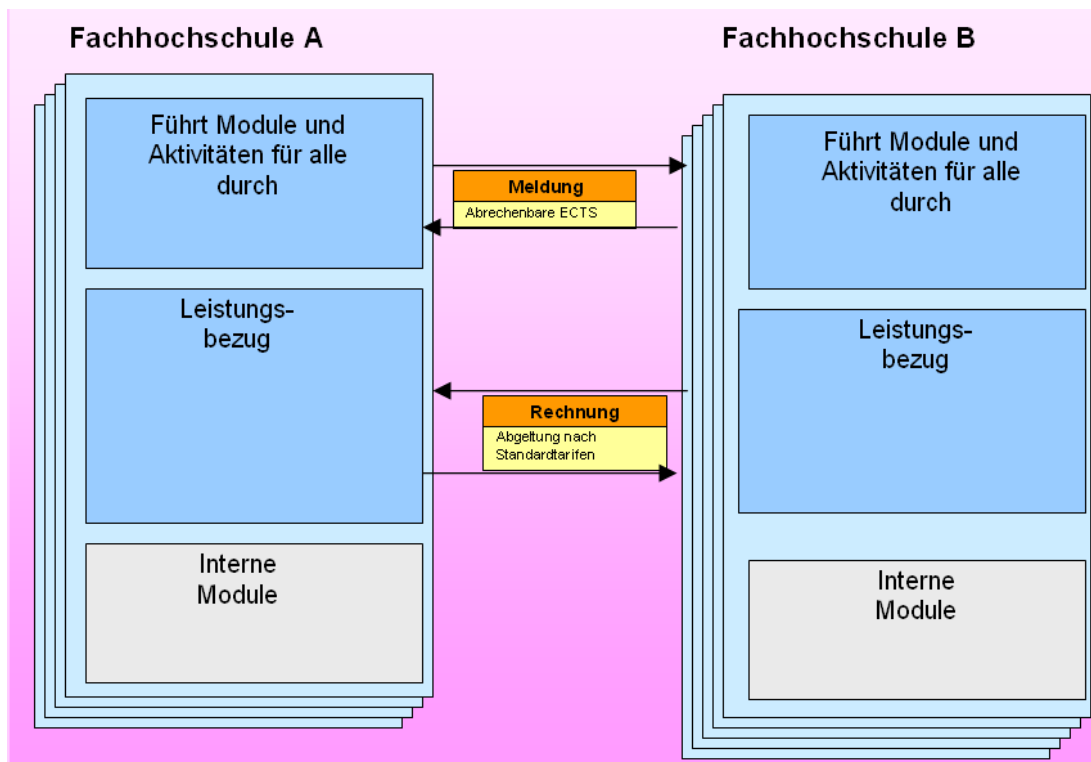 Fachhochschule A
Führt Module und
Aktivitäten für alle
durch
Leistungs-
bezug
Interne
Module
Meldung
Abrechenbare ECTS
Rechnung
Abgeltung nach
Standardtarifen
Fachhochschule B
Führt Module und
Aktivitäten für alle
durch
Leistungs-
bezug
Interne
Module